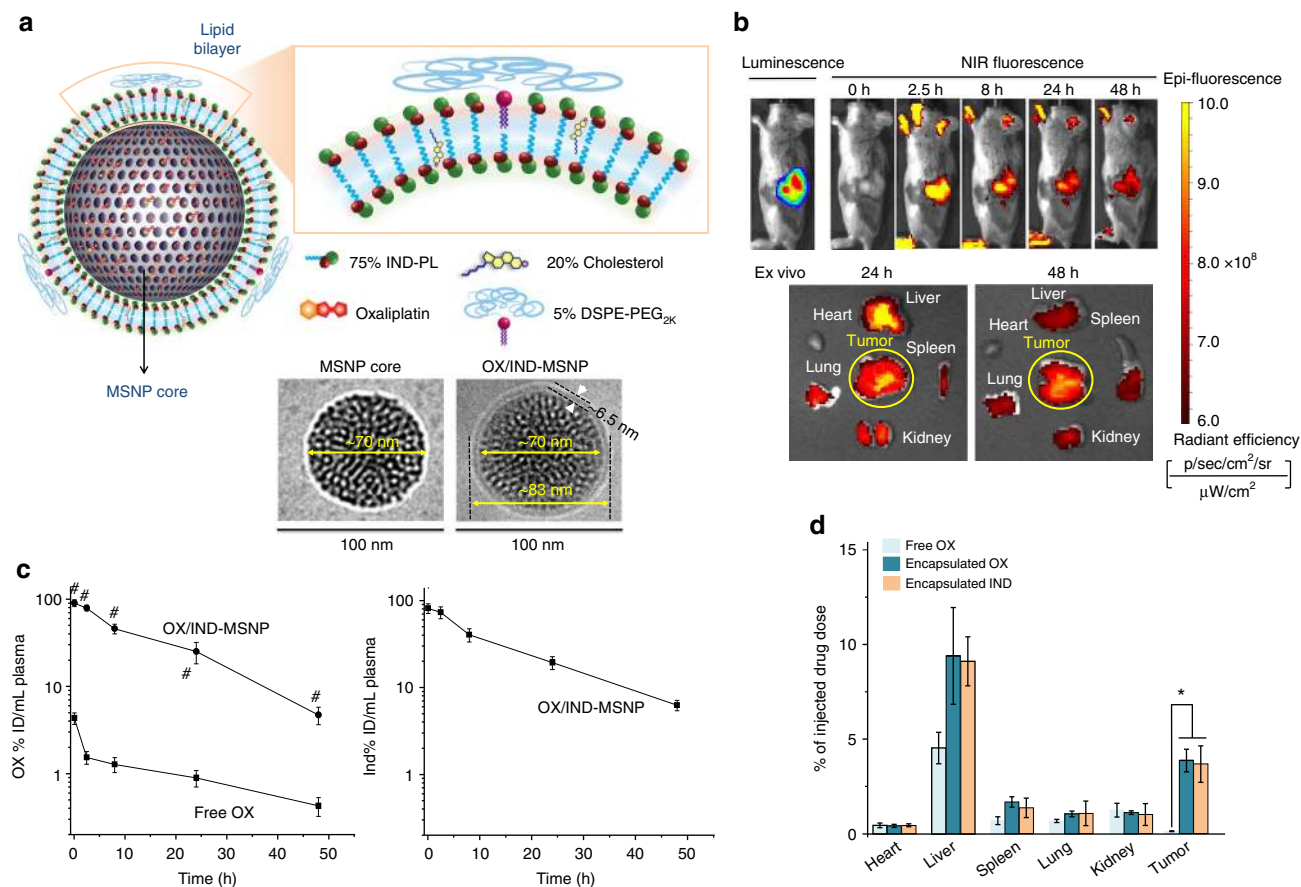 a
Lipid
bilayer
MSNP core
75% IND-PL
20% Cholesterol
Oxaliplatin
5% DSPE-PEG2K
MSNP core
OX/IND-MSNP
~70 nm
~70 nm
~6.5 nm
~83 nm
100 nm
100 nm
b
Luminescence
NIR fluorescence
0 h
2.5 h
8 h
24 h
48 h
Epi-fluorescence
10.0
9.0
8.0 ×10⁸
6.0
Radiant efficiency
p/sec/cm²/sr
μW/cm²
Ex vivo
24 h
48 h
Liver
Heart
Tumor
Spleen
Lung
Kidney
Liver
Heart
Spleen
Tumor
Lung
Kidney
c
OX % ID/mL plasma
100
10
1
# # #
OX/IND-MSNP
# #
Free OX
0 10 20 30 40 50
Time (h)
Ind% ID/mL plasma
100
10
1
OX/IND-MSNP
0 10 20 30 40 50
Time (h)
d
Free OX
Encapsulated OX
Encapsulated IND
% of injected drug dose
15
10
5
0
*
Heart
Liver
Spleen
Lung
Kidney
Tumor